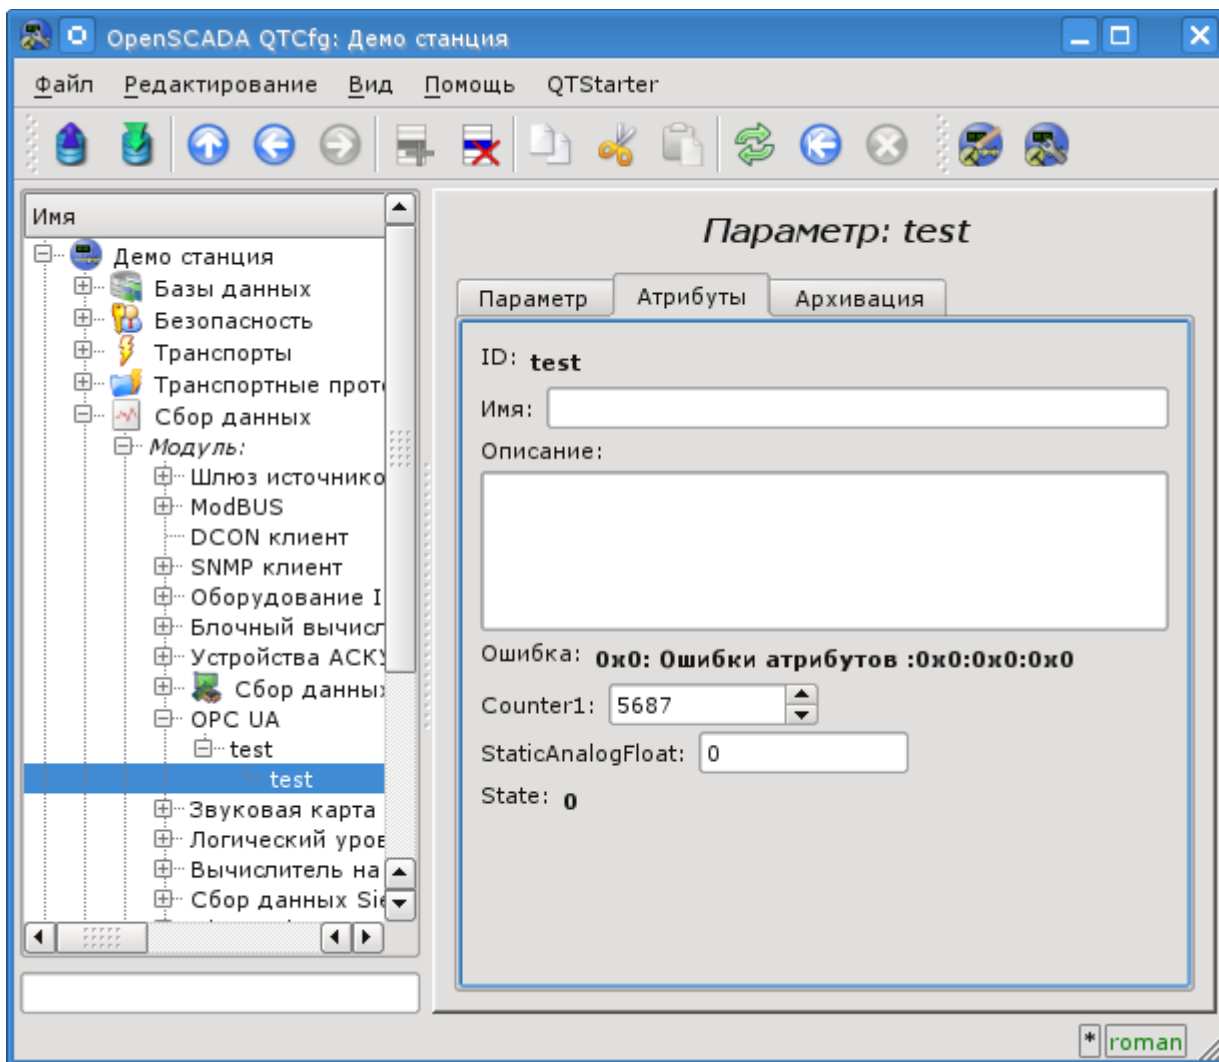 OpenSCADA QTCfg: Демо станция
Файл Редактирование Вид Помощь QTStarter
Имя
Демо станция
Базы данных
Безопасность
Транспорты
Транспортные прот
Сбор данных
Модуль:
Шлюз источнико
ModBUS
DCON клиент
SNMP клиент
Оборудование I
Блочный вычисл
Устройства АСКУ
Сбор данных
OPC UA
test
test
Звуковая карта
Логический уров
Вычислитель на
Сбор данных Sie
Параметр: test
Параметр Атрибуты Архивация
ID: test
Имя:
Описание:
Ошибка: 0x0: Ошибки атрибутов :0x0:0x0:0x0
Counter1: 5687
StaticAnalogFloat: 0
State: 0
* roman